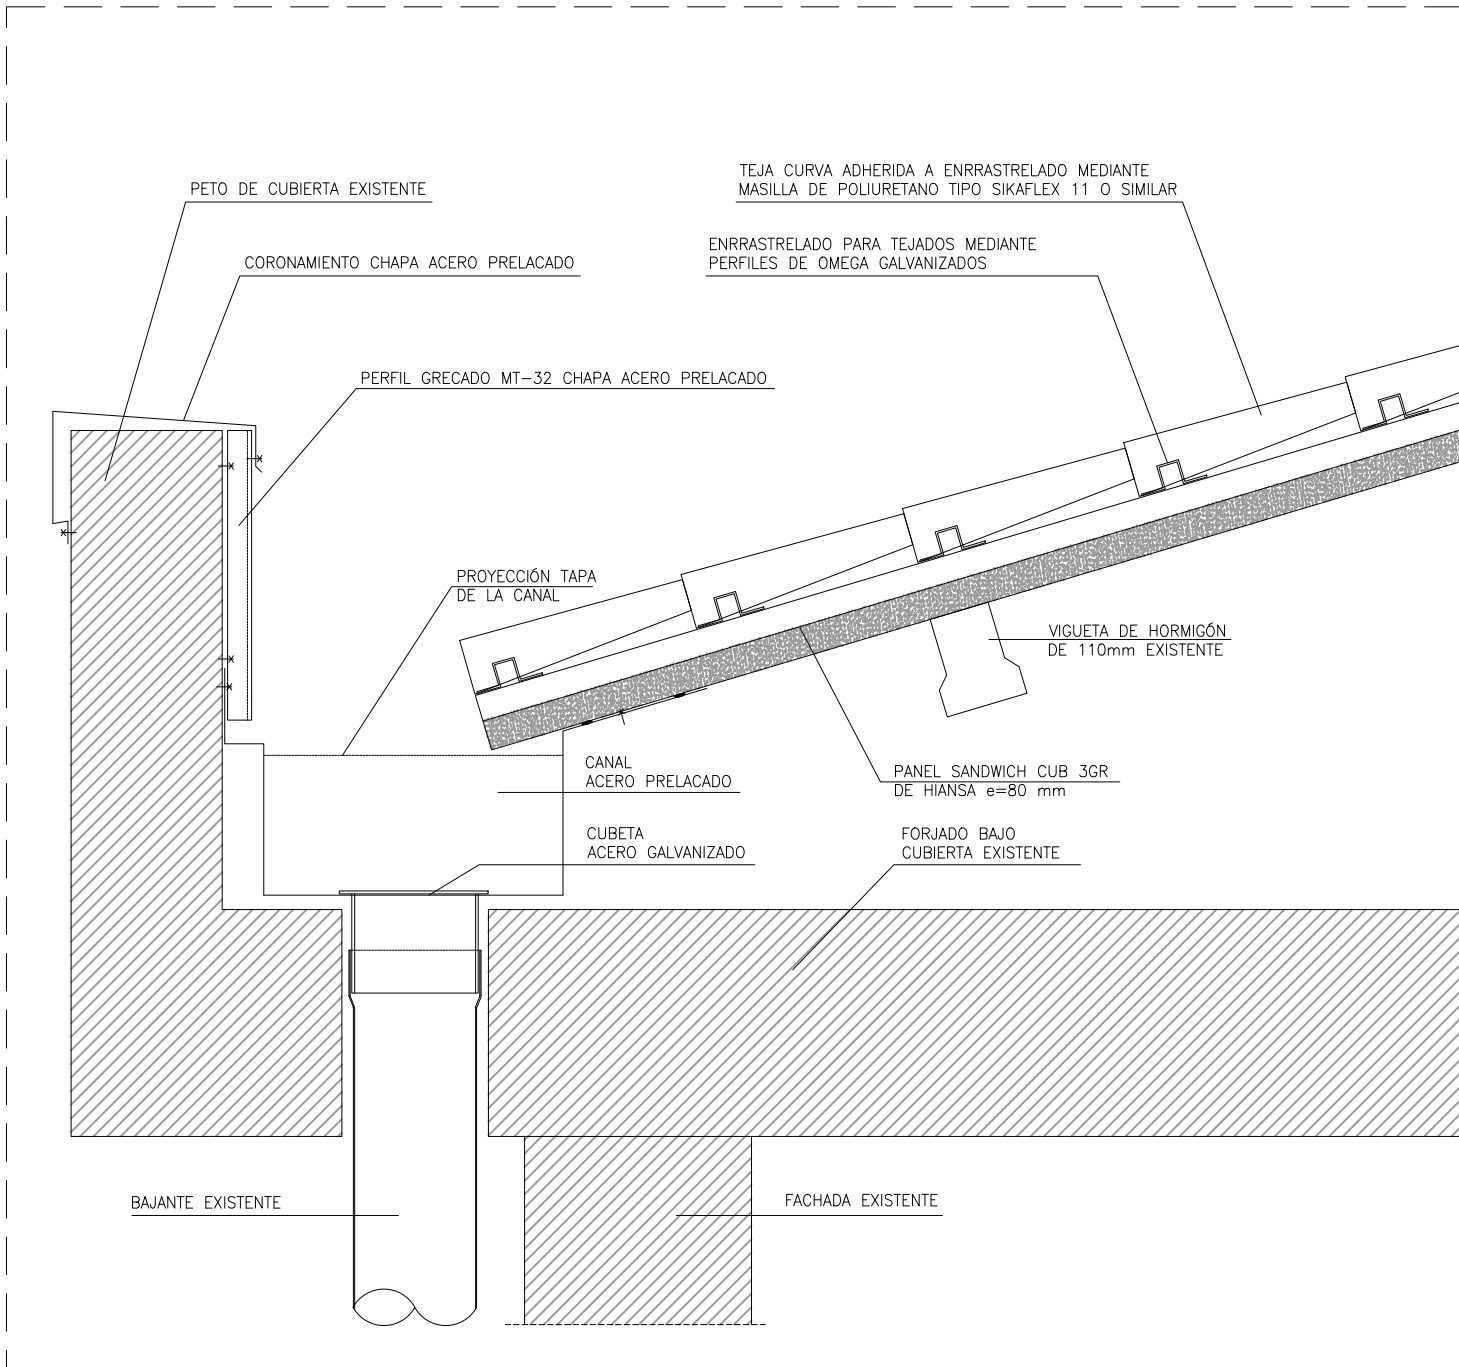 TEJA CURVA ADHERIDA A ENRRASTRELADO MEDIANTE
MASILLA DE POLIURETANO TIPO SIKAFLEX 11 O SIMILAR
PETO DE CUBIERTA EXISTENTE
ENRRASTRELADO PARA TEJADOS MEDIANTE
PERFILES DE OMEGA GALVANIZADOS
CORONAMIENTO CHAPA ACERO PRELACADO
PERFIL GRECADO MT-32 CHAPA ACERO PRELACADO
PROYECCIÓN TAPA
DE LA CANAL
VIGUETA DE HORMIGÓN
DE 110mm EXISTENTE
CANAL
ACERO PRELACADO
PANEL SANDWICH CUB 3GR
DE HIANSA e=80 mm
CUBETA
ACERO GALVANIZADO
FORJADO BAJO
CUBIERTA EXISTENTE
BAJANTE EXISTENTE
FACHADA EXISTENTE